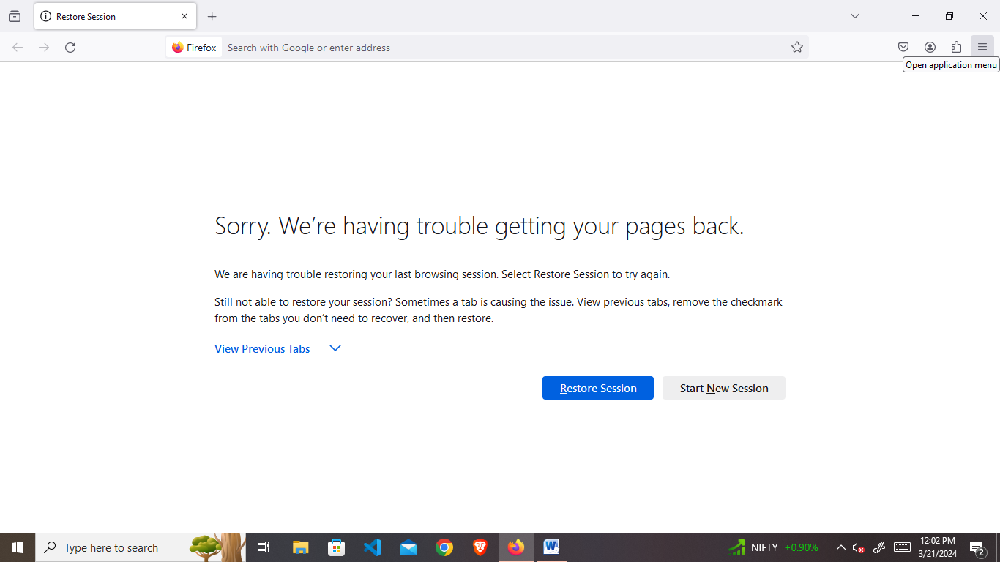 Restore Session
Firefox
Search with Google or enter address
Open application menu
Sorry. We’re having trouble getting your pages back.
We are having trouble restoring your last browsing session. Select Restore Session to try again.
Still not able to restore your session? Sometimes a tab is causing the issue. View previous tabs, remove the checkmark
from the tabs you don’t need to recover, and then restore.
View Previous Tabs
Restore Session
Start New Session
Type here to search
W
NIFTY +0.90%
12:02 PM
3/21/2024
2